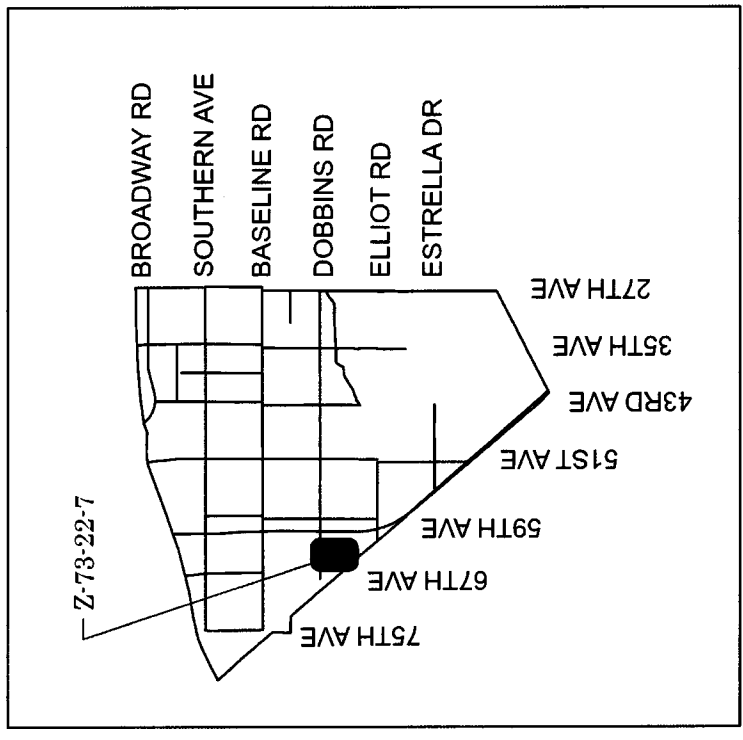 BROADWAY RD
SOUTHERN AVE
BASELINE RD
DOBBINS RD
ELLIOT RD
ESTRELLA DR
Z-73-22-7
27TH AVE
35TH AVE
43RD AVE
51ST AVE
59TH AVE
67TH AVE
75TH AVE